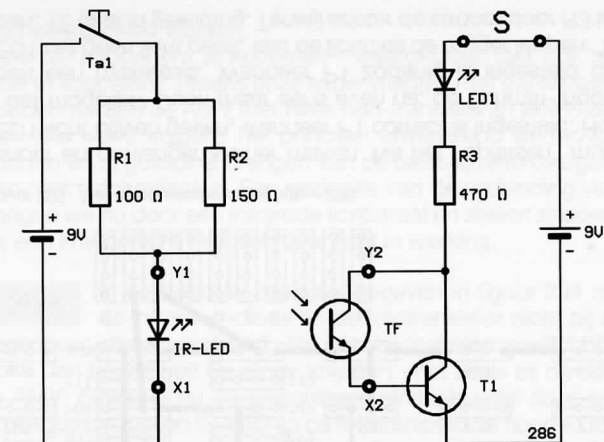 S
Ta1
LED1
R1
100 Ω
R2
150 Ω
R3
470 Ω
+
9V
-
+
9V
-
Y1
Y2
IR-LED
TF
X1
X2
T1
286